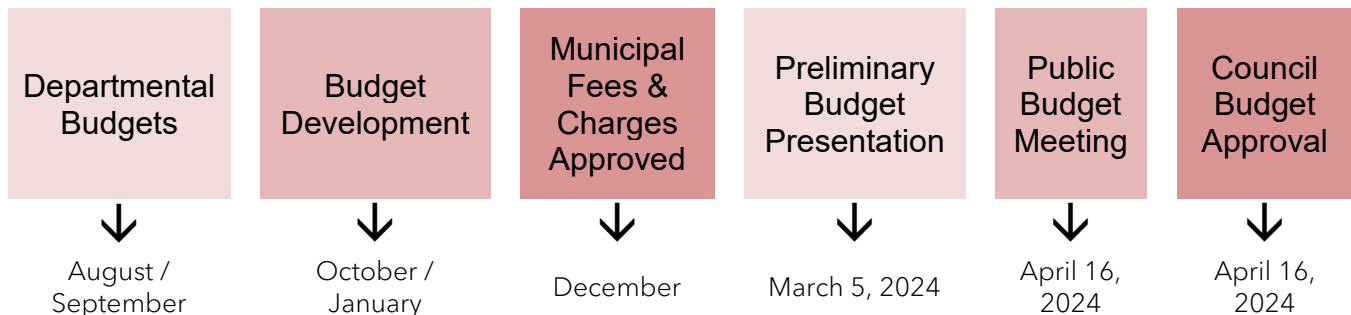 Departmental
Budgets
Budget
Development
Municipal
Fees &
Charges
Approved
Preliminary
Budget
Presentation
Public
Budget
Meeting
Council
Budget
Approval
August /
September
October /
January
December
March 5, 2024
April 16,
2024
April 16,
2024